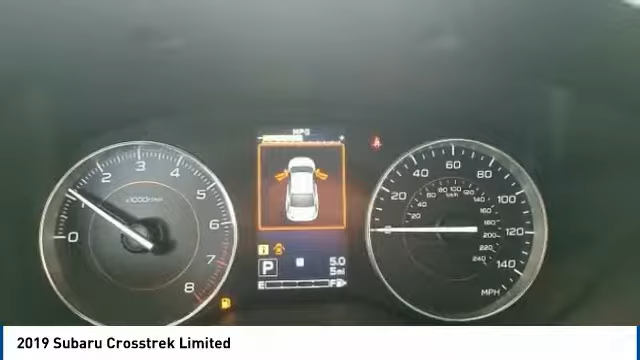 MPG
- +
x1000r/min
0 1 2 3 4 5 6 7 8
0 20 40 60 80 100 120 140
20 40 60 80 100 120 140 160 180 200 220 240
km/h
MPH
i
P
5.0
5mi
E F
2019 Subaru Crosstrek Limited